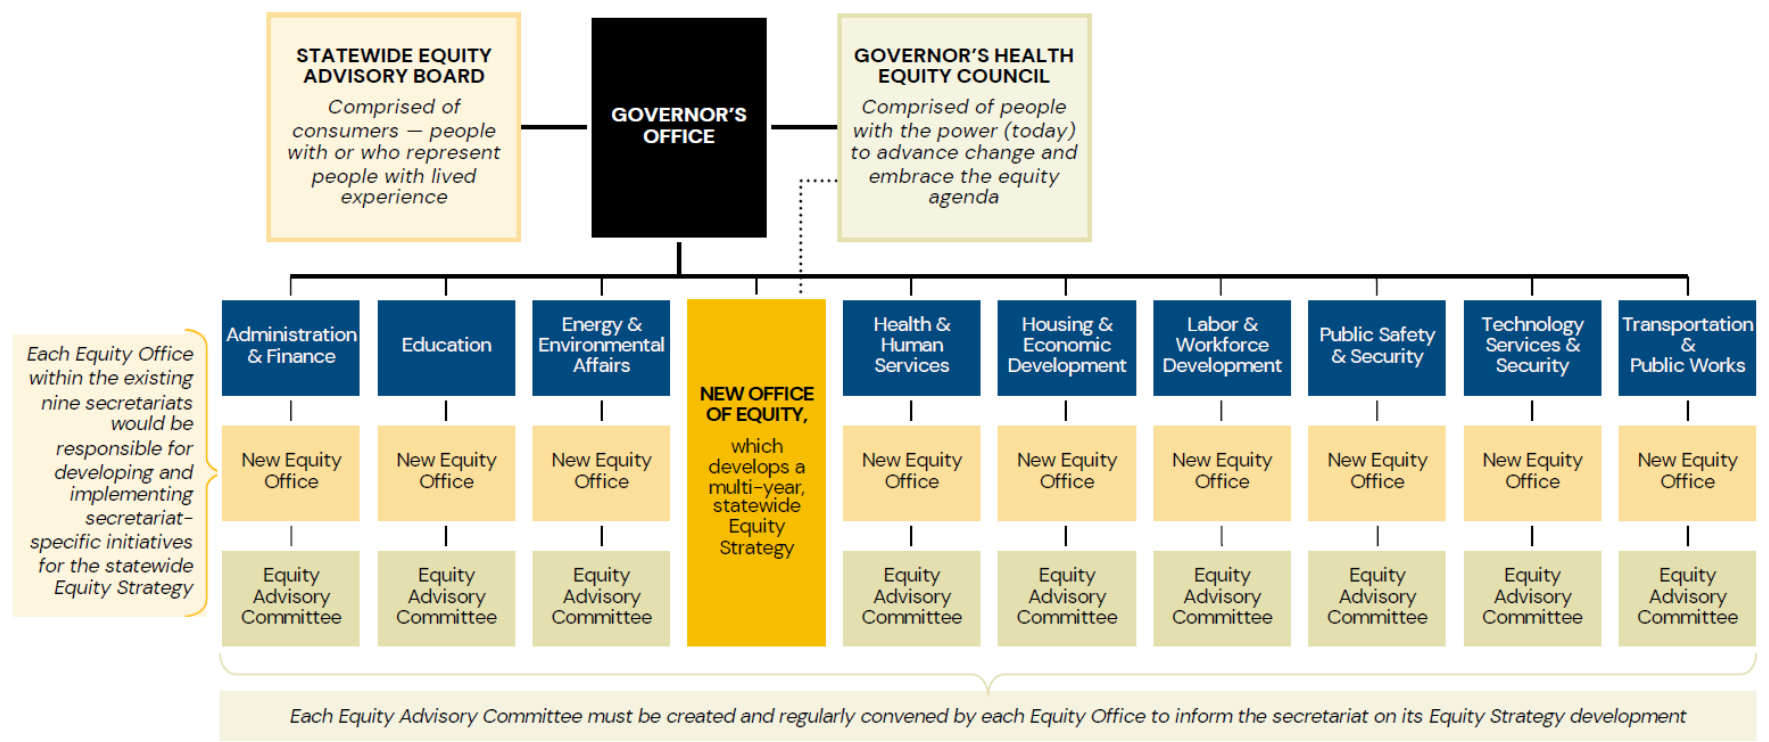 STATEWIDE EQUITY
ADVISORY BOARD
Comprised of
consumers — people
with or who represent
people with lived
experience
GOVERNOR'S
OFFICE
GOVERNOR'S HEALTH
EQUITY COUNCIL
Comprised of people
with the power (today)
to advance change and
embrace the equity
agenda
Each Equity Office
within the existing
nine secretariats
would be
responsible for
developing and
implementing
secretariat-
specific initiatives
for the statewide
Equity Strategy
Administration
& Finance
Education
Energy &
Environmental
Affairs
NEW OFFICE
OF EQUITY,
which
develops a
multi-year,
statewide
Equity
Strategy
Health &
Human
Services
Housing &
Economic
Development
Labor &
Workforce
Development
Public Safety
& Security
Technology
Services &
Security
Transportation
&
Public Works
New Equity
Office
New Equity
Office
New Equity
Office
New Equity
Office
New Equity
Office
New Equity
Office
New Equity
Office
New Equity
Office
New Equity
Office
Equity
Advisory
Committee
Equity
Advisory
Committee
Equity
Advisory
Committee
Equity
Advisory
Committee
Equity
Advisory
Committee
Equity
Advisory
Committee
Equity
Advisory
Committee
Equity
Advisory
Committee
Equity
Advisory
Committee
Each Equity Advisory Committee must be created and regularly convened by each Equity Office to inform the secretariat on its Equity Strategy development